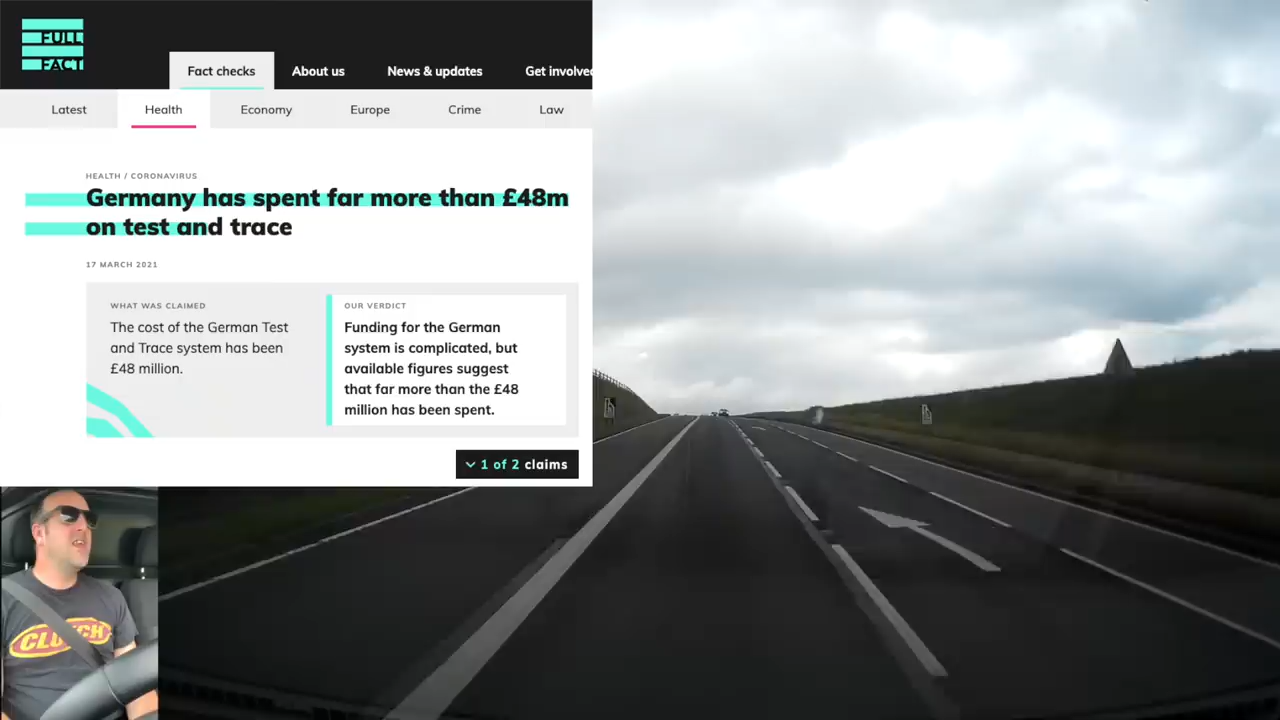 FULL
FACT
Fact checks
About us
News & updates
Get involve
Latest
Health
Economy
Europe
Crime
Law
HEALTH / CORONAVIRUS
Germany has spent far more than £48m
on test and trace
17 MARCH 2021
WHAT WAS CLAIMED
The cost of the German Test
and Trace system has been
£48 million.
OUR VERDICT
Funding for the German
system is complicated, but
available figures suggest
that far more than the £48
million has been spent.
1 of 2 claims
CLUTCH